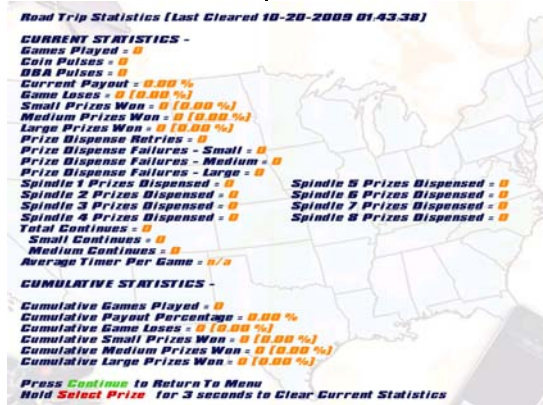 Road Trip Statistics (Last Cleared 10-20-2009 01:43:38)
CURRENT STATISTICS -
Games Played = 0
Coin Pulses = 0
DBA Pulses = 0
Current Payout = 0.00 %
Game Loses = 0 (0.00 %)
Small Prizes Won = 0 (0.00 %)
Medium Prizes Won = 0 (0.00 %)
Large Prizes Won = 0 (0.00 %)
Prize Dispense Retries = 0
Prize Dispense Failures - Small = 0
Prize Dispense Failures - Medium = 0
Prize Dispense Failures - Large = 0
Spindle 1 Prizes Dispensed = 0 Spindle 5 Prizes Dispensed = 0
Spindle 2 Prizes Dispensed = 0 Spindle 6 Prizes Dispensed = 0
Spindle 3 Prizes Dispensed = 0 Spindle 7 Prizes Dispensed = 0
Spindle 4 Prizes Dispensed = 0 Spindle 8 Prizes Dispensed = 0
Total Continues = 0
Small Continues = 0
Medium Continues = 0
Average Timer Per Game = n/a
CUMULATIVE STATISTICS -
Cumulative Games Played = 0
Cumulative Payout Percentage = 0.00 %
Cumulative Game Loses = 0 (0.00 %)
Cumulative Small Prizes Won = 0 (0.00 %)
Cumulative Medium Prizes Won = 0 (0.00 %)
Cumulative Large Prizes Won = 0 (0.00 %)
Press Continue to Return To Menu
Hold Select Prize for 3 seconds to Clear Current Statistics